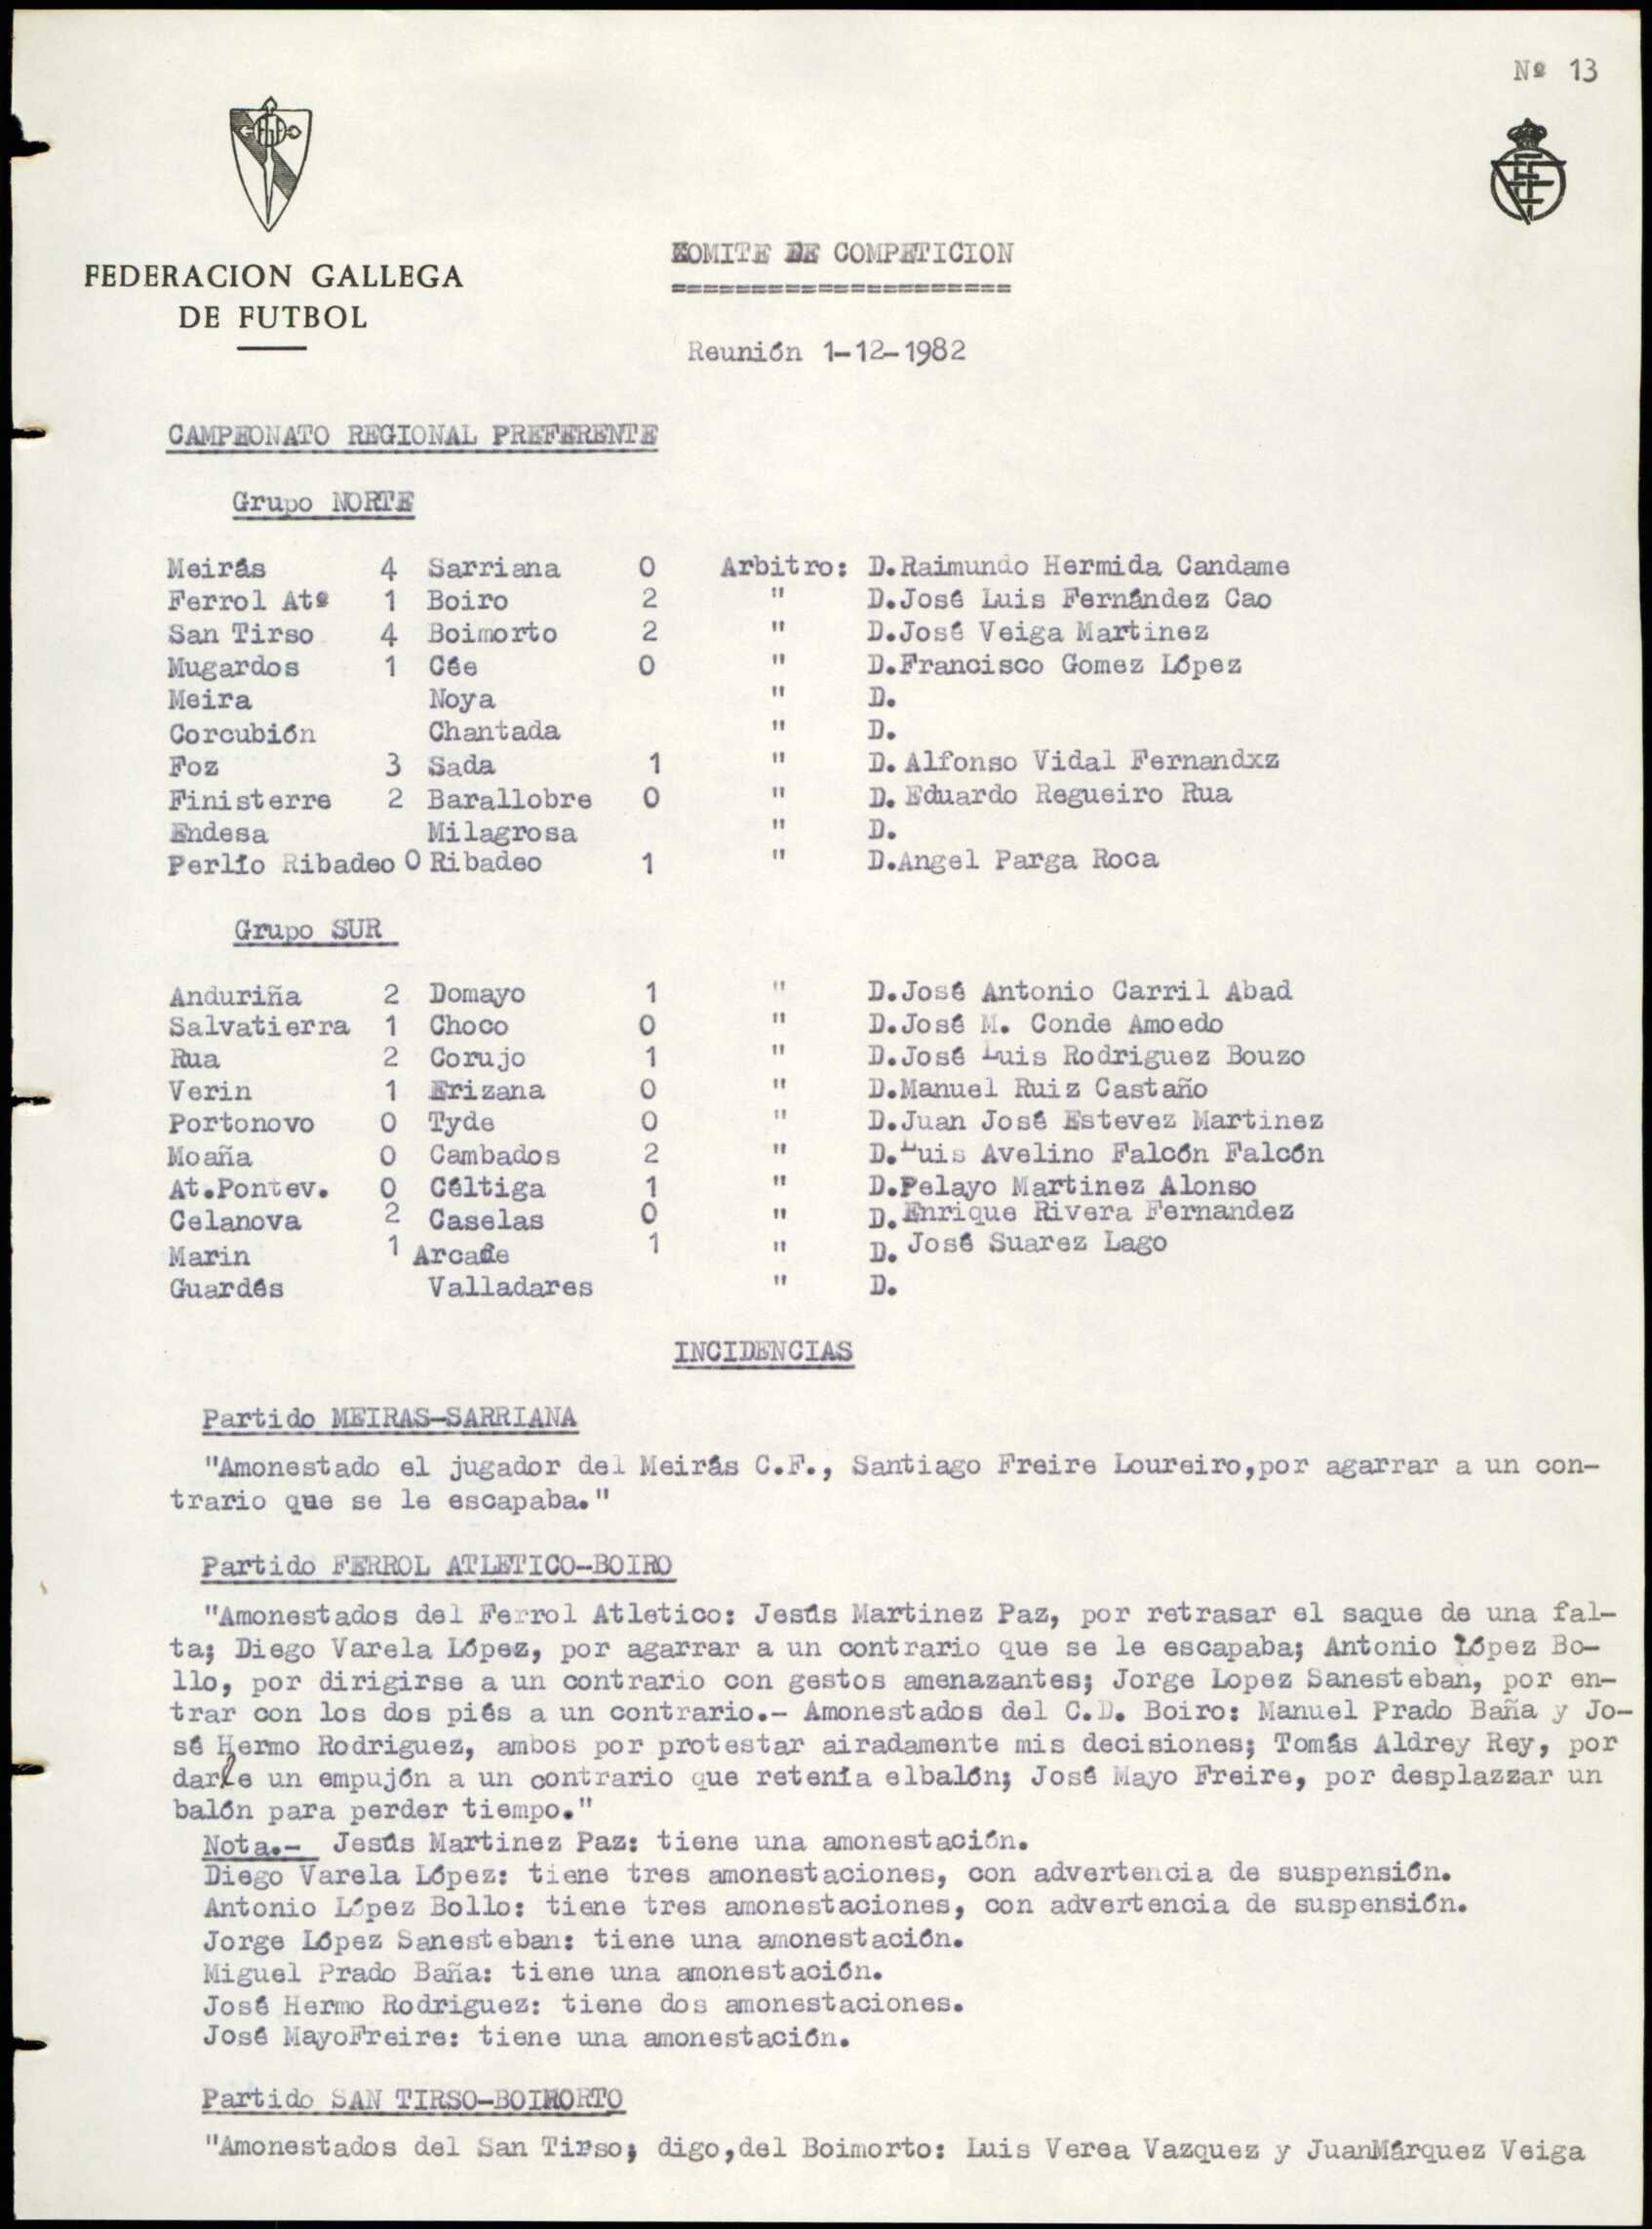 Nº 13
FEDERACION GALLEGA
DE FUTBOL
COMITE DE COMPETICION
=====================
Reunión 1-12-1982
CAMPEONATO REGIONAL PREFERENTE
Grupo NORTE
Meirás 4 Sarriana 0 Arbitro: D.Raimundo Hermida Candame
Ferrol Atº 1 Boiro 2 " D.José Luis Fernández Cao
San Tirso 4 Boimorto 2 " D.José Veiga Martinez
Mugardos 1 Cée 0 " D.Francisco Gomez López
Meira Noya " D.
Corcubión Chantada " D.
Foz 3 Sada 1 " D. Alfonso Vidal Fernandxz
Finisterre 2 Barallobre 0 " D. Eduardo Regueiro Rua
Endesa Milagrosa " D.
Perlío Ribadeo 0 Ribadeo 1 " D.Angel Parga Roca
Grupo SUR
Anduriña 2 Domayo 1 " D.José Antonio Carril Abad
Salvatierra 1 Choco 0 " D.José M. Conde Amoedo
Rua 2 Corujo 1 " D.José Luis Rodriguez Bouzo
Verin 1 Erizana 0 " D.Manuel Ruiz Castaño
Portonovo 0 Tyde 0 " D.Juan José Estevez Martinez
Moaña 0 Cambados 2 " D.Luis Avelino Falcón Falcón
At.Pontev. 0 Céltiga 1 " D.Pelayo Martinez Alonso
Celanova 2 Caselas 0 " D. Enrique Rivera Fernandez
Marin 1 Arcade 1 " D. José Suarez Lago
Guardés Valladares " D.
INCIDENCIAS
Partido MEIRAS-SARRIANA
"Amonestado el jugador del Meirás C.F., Santiago Freire Loureiro,por agarrar a un con-
trario que se le escapaba."
Partido FERROL ATLETICO-BOIRO
"Amonestados del Ferrol Atletico: Jesús Martinez Paz, por retrasar el saque de una fal-
ta; Diego Varela López, por agarrar a un contrario que se le escapaba; Antonio López Bo-
llo, por dirigirse a un contrario con gestos amenazantes; Jorge Lopez Sanesteban, por en-
trar con los dos piés a un contrario.- Amonestados del C.D. Boiro: Manuel Prado Baña y Jo-
sé Hermo Rodriguez, ambos por protestar airadamente mis decisiones; Tomás Aldrey Rey, por
darle un empujón a un contrario que retenía elbalón; José Mayo Freire, por desplazzar un
balón para perder tiempo."
Nota.- Jesús Martinez Paz: tiene una amonestación.
Diego Varela López: tiene tres amonestaciones, con advertencia de suspensión.
Antonio López Bollo: tiene tres amonestaciones, con advertencia de suspensión.
Jorge López Sanesteban: tiene una amonestación.
Miguel Prado Baña: tiene una amonestación.
José Hermo Rodriguez: tiene dos amonestaciones.
José MayoFreire: tiene una amonestación.
Partido SAN TIRSO-BOIMORTO
"Amonestados del San Tirso; digo,del Boimorto: Luis Verea Vazquez y JuanMárquez Veiga